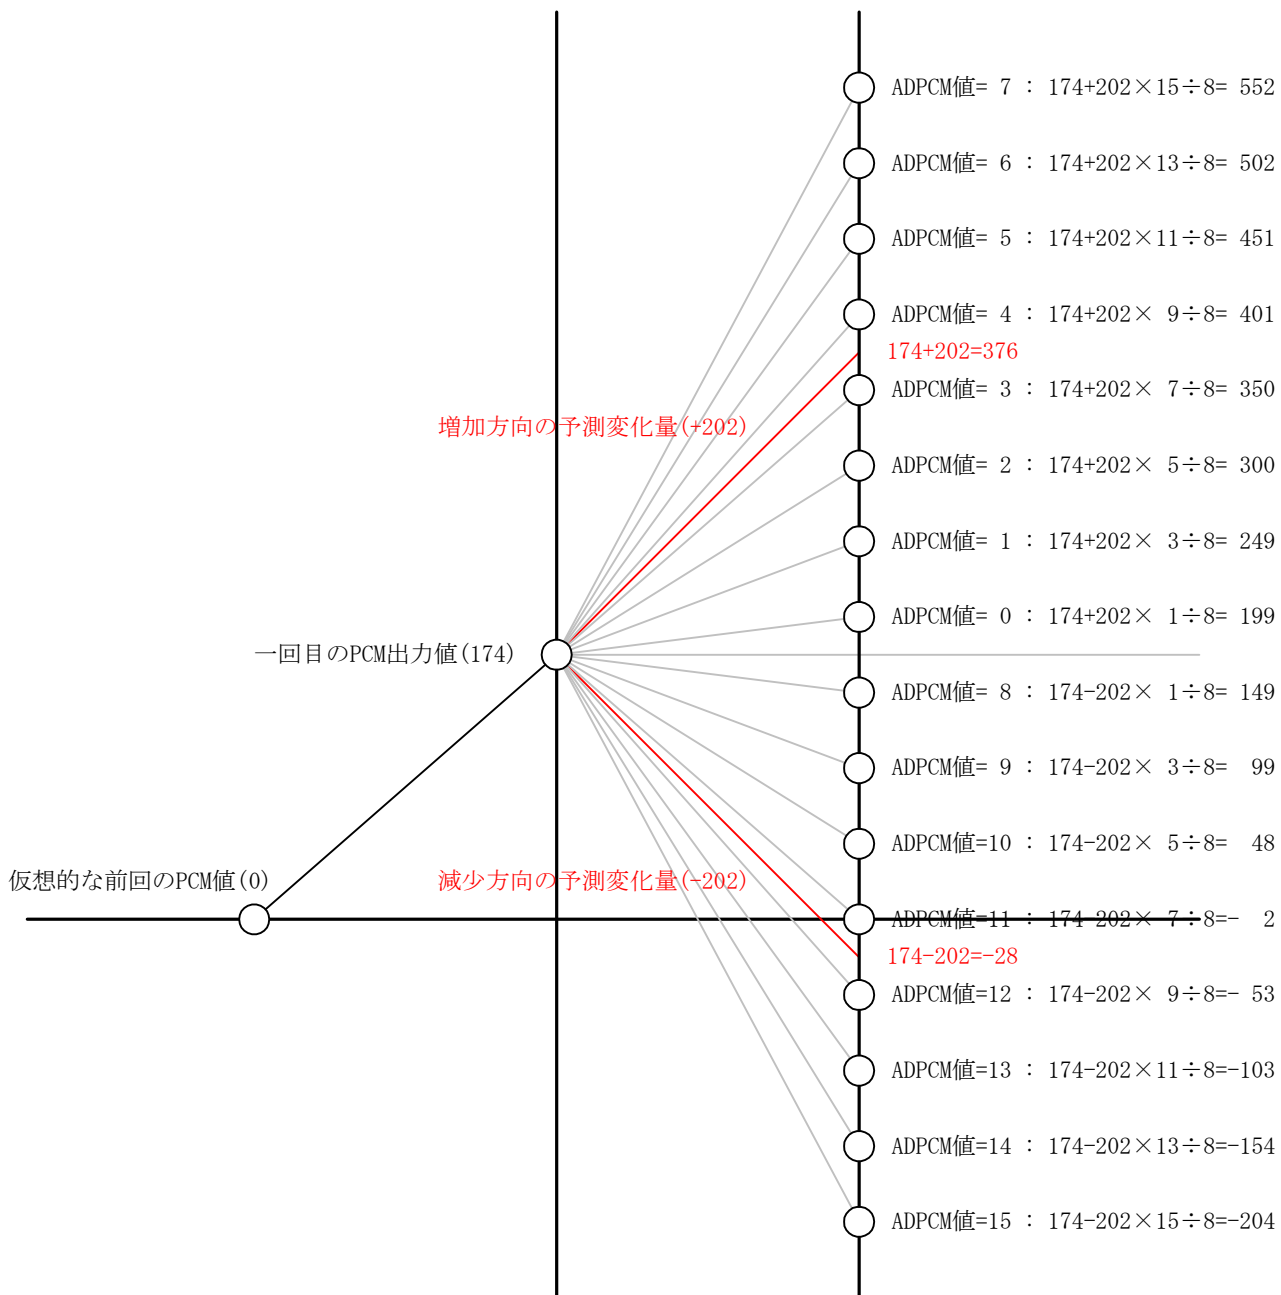 ADPCM値= 7 : 174+202×15÷8= 552
ADPCM値= 6 : 174+202×13÷8= 502
ADPCM値= 5 : 174+202×11÷8= 451
ADPCM値= 4 : 174+202× 9÷8= 401
174+202=376
ADPCM値= 3 : 174+202× 7÷8= 350
増加方向の予測変化量(+202)
ADPCM値= 2 : 174+202× 5÷8= 300
ADPCM値= 1 : 174+202× 3÷8= 249
ADPCM値= 0 : 174+202× 1÷8= 199
一回目のPCM出力値(174)
ADPCM値= 8 : 174-202× 1÷8= 149
ADPCM値= 9 : 174-202× 3÷8=  99
ADPCM値=10 : 174-202× 5÷8=  48
仮想的な前回のPCM値(0)
減少方向の予測変化量(-202)
ADPCM値=11 : 174-202× 7÷8=-  2
174-202=-28
ADPCM値=12 : 174-202× 9÷8=- 53
ADPCM値=13 : 174-202×11÷8=-103
ADPCM値=14 : 174-202×13÷8=-154
ADPCM値=15 : 174-202×15÷8=-204